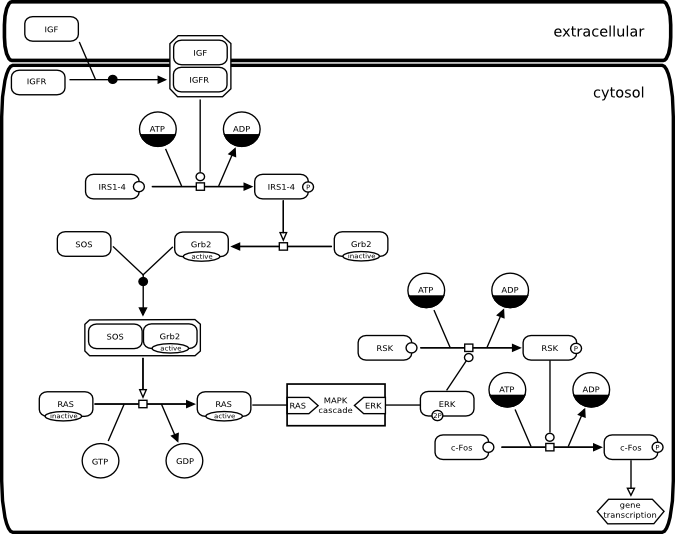 extracellular
IGF
IGF
IGFR
IGFR
cytosol
ATP
ADP
IRS1-4
IRS1-4
P
SOS
Grb2
active
Grb2
inactive
ATP
ADP
SOS
Grb2
active
RSK
RSK
P
ATP
ADP
RAS
inactive
RAS
active
RAS
MAPK
cascade
ERK
ERK
2P
GTP
GDP
c-Fos
c-Fos
P
gene
transcription